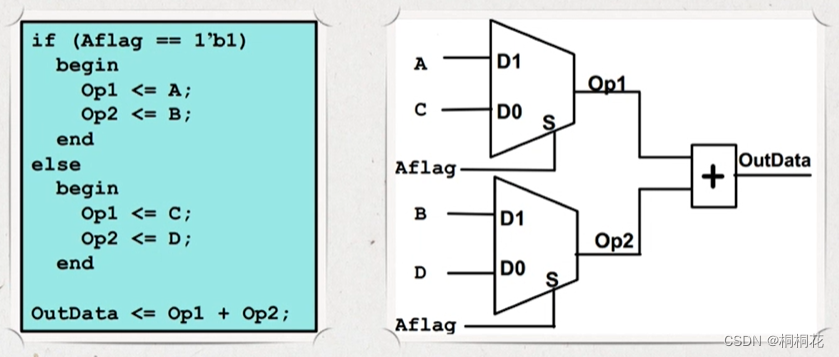 if (Aflag == 1'b1)
begin
Op1 <= A;
Op2 <= B;
end
else
begin
Op1 <= C;
Op2 <= D;
end
OutData <= Op1 + Op2;
A
D1
Op1
C
D0
S
Aflag
+
OutData
B
D1
Op2
D
D0
S
Aflag
CSDN @桐桐花